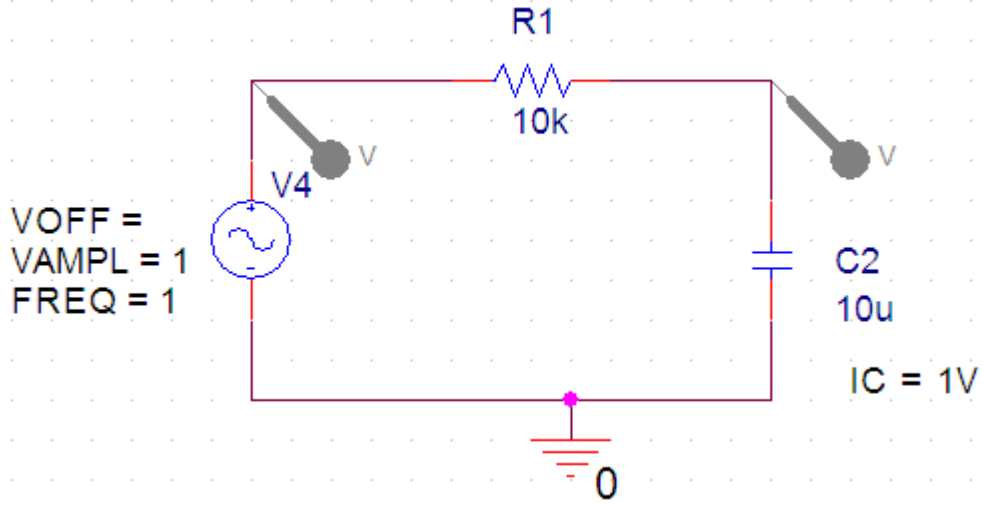 R1
10k
V
V
V4
VOFF =
VAMPL = 1
FREQ = 1
C2
10u
IC = 1V
0